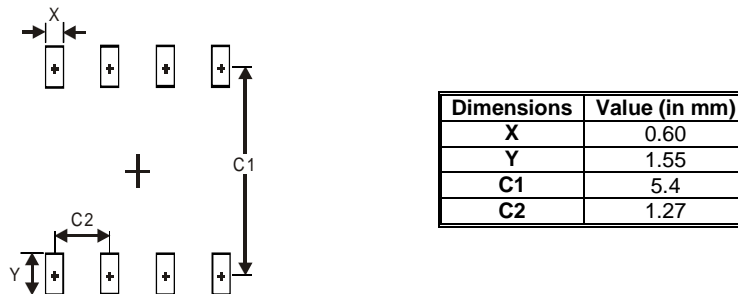 X
C1
C2
Y
Dimensions Value (in mm)
X 0.60
Y 1.55
C1 5.4
C2 1.27